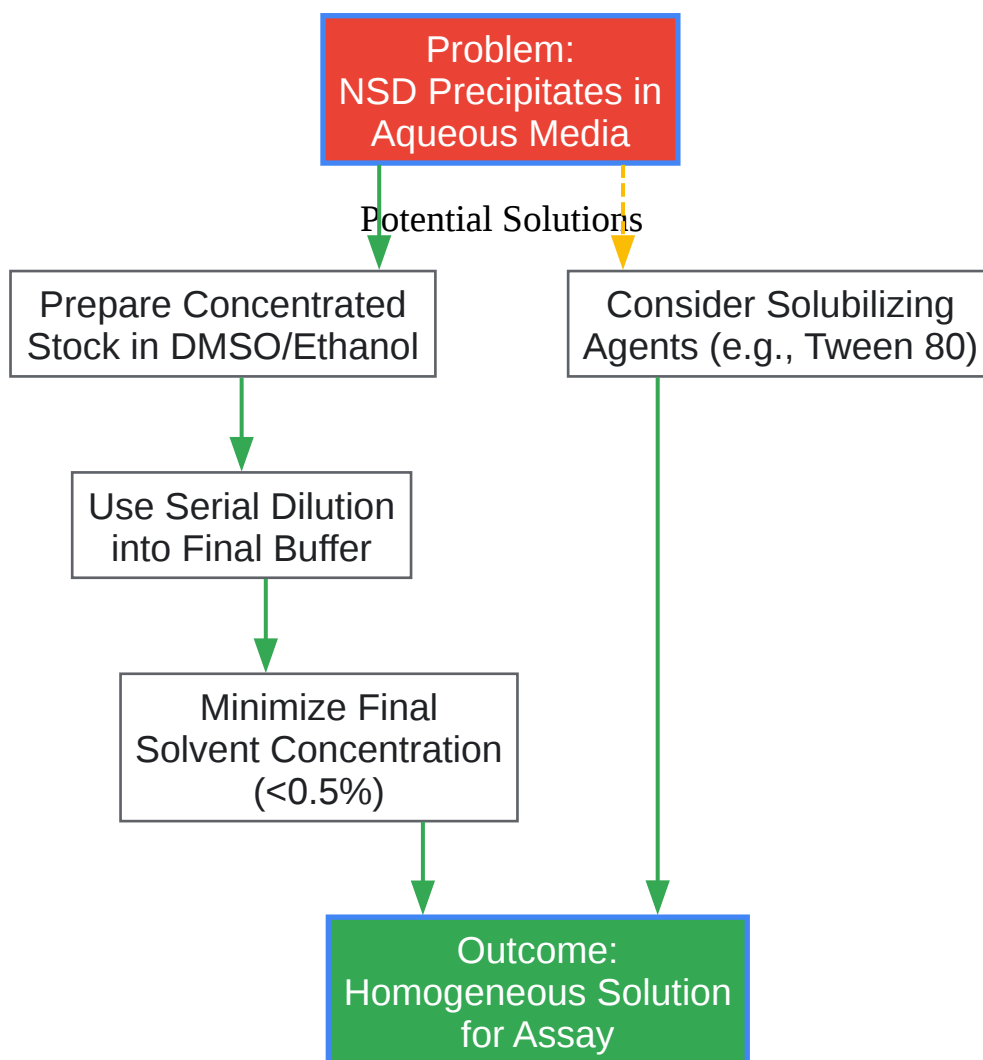 Problem:
NSD Precipitates in
Aqueous Media
Potential Solutions
Prepare Concentrated
Stock in DMSO/Ethanol
Consider Solubilizing
Agents (e.g., Tween 80)
Use Serial Dilution
into Final Buffer
Minimize Final
Solvent Concentration
(<0.5%)
Outcome:
Homogeneous Solution
for Assay